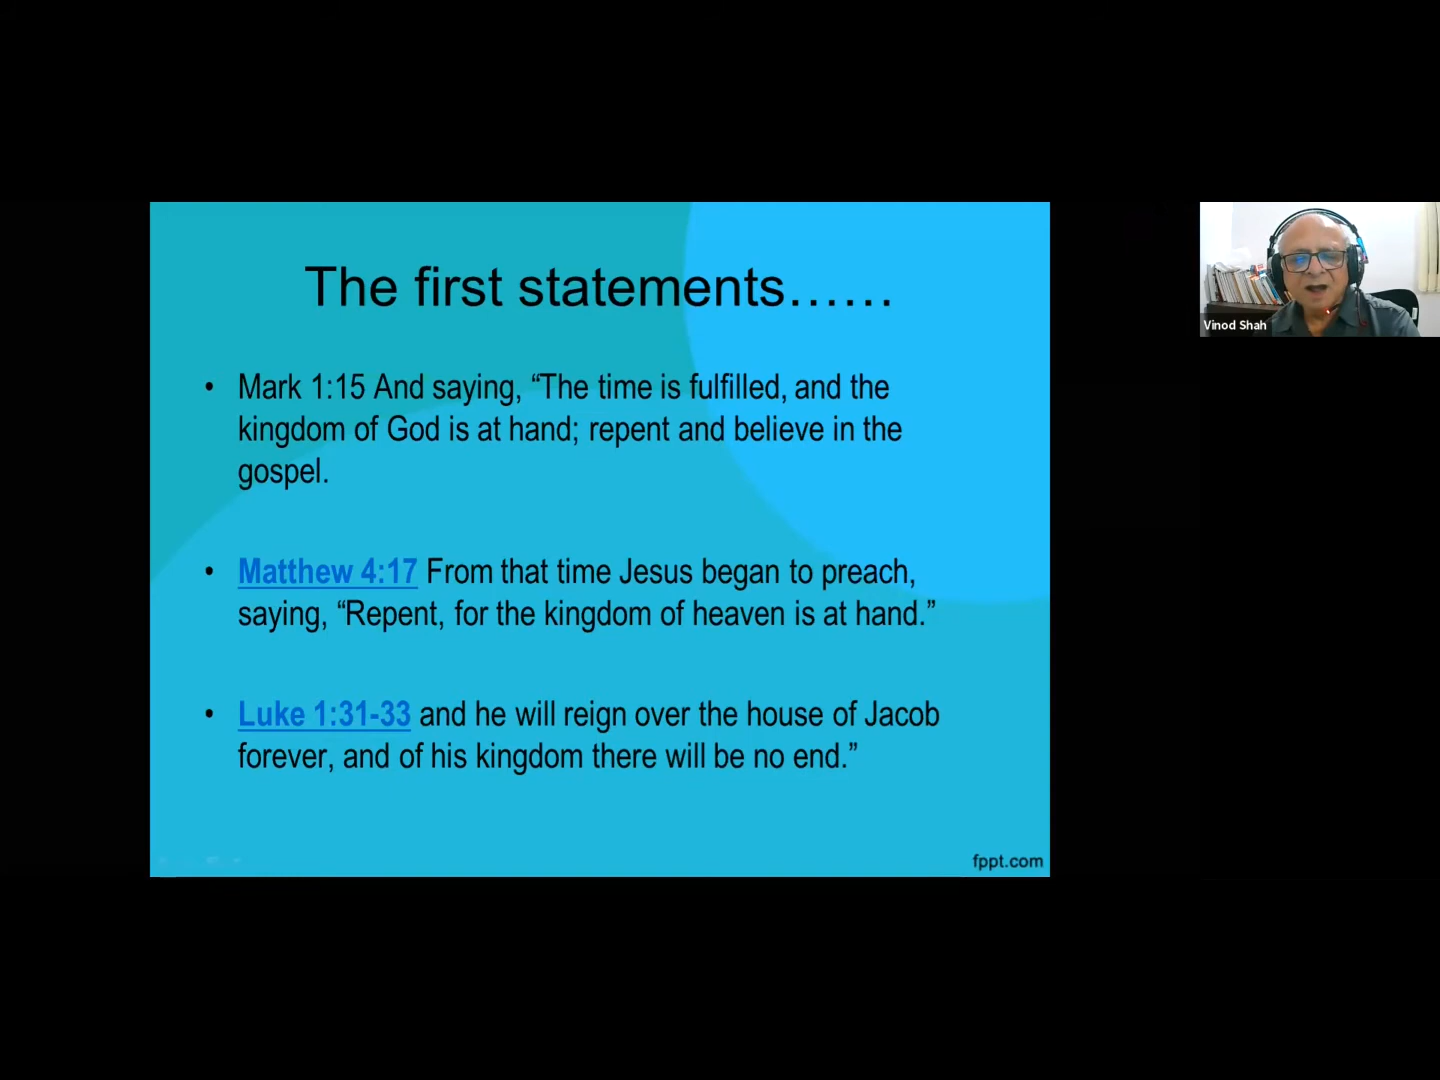 The first statements……
• Mark 1:15 And saying, “The time is fulfilled, and the
kingdom of God is at hand; repent and believe in the
gospel.
• Matthew 4:17 From that time Jesus began to preach,
saying, “Repent, for the kingdom of heaven is at hand.”
• Luke 1:31-33 and he will reign over the house of Jacob
forever, and of his kingdom there will be no end.”
fppt.com
Vinod Shah